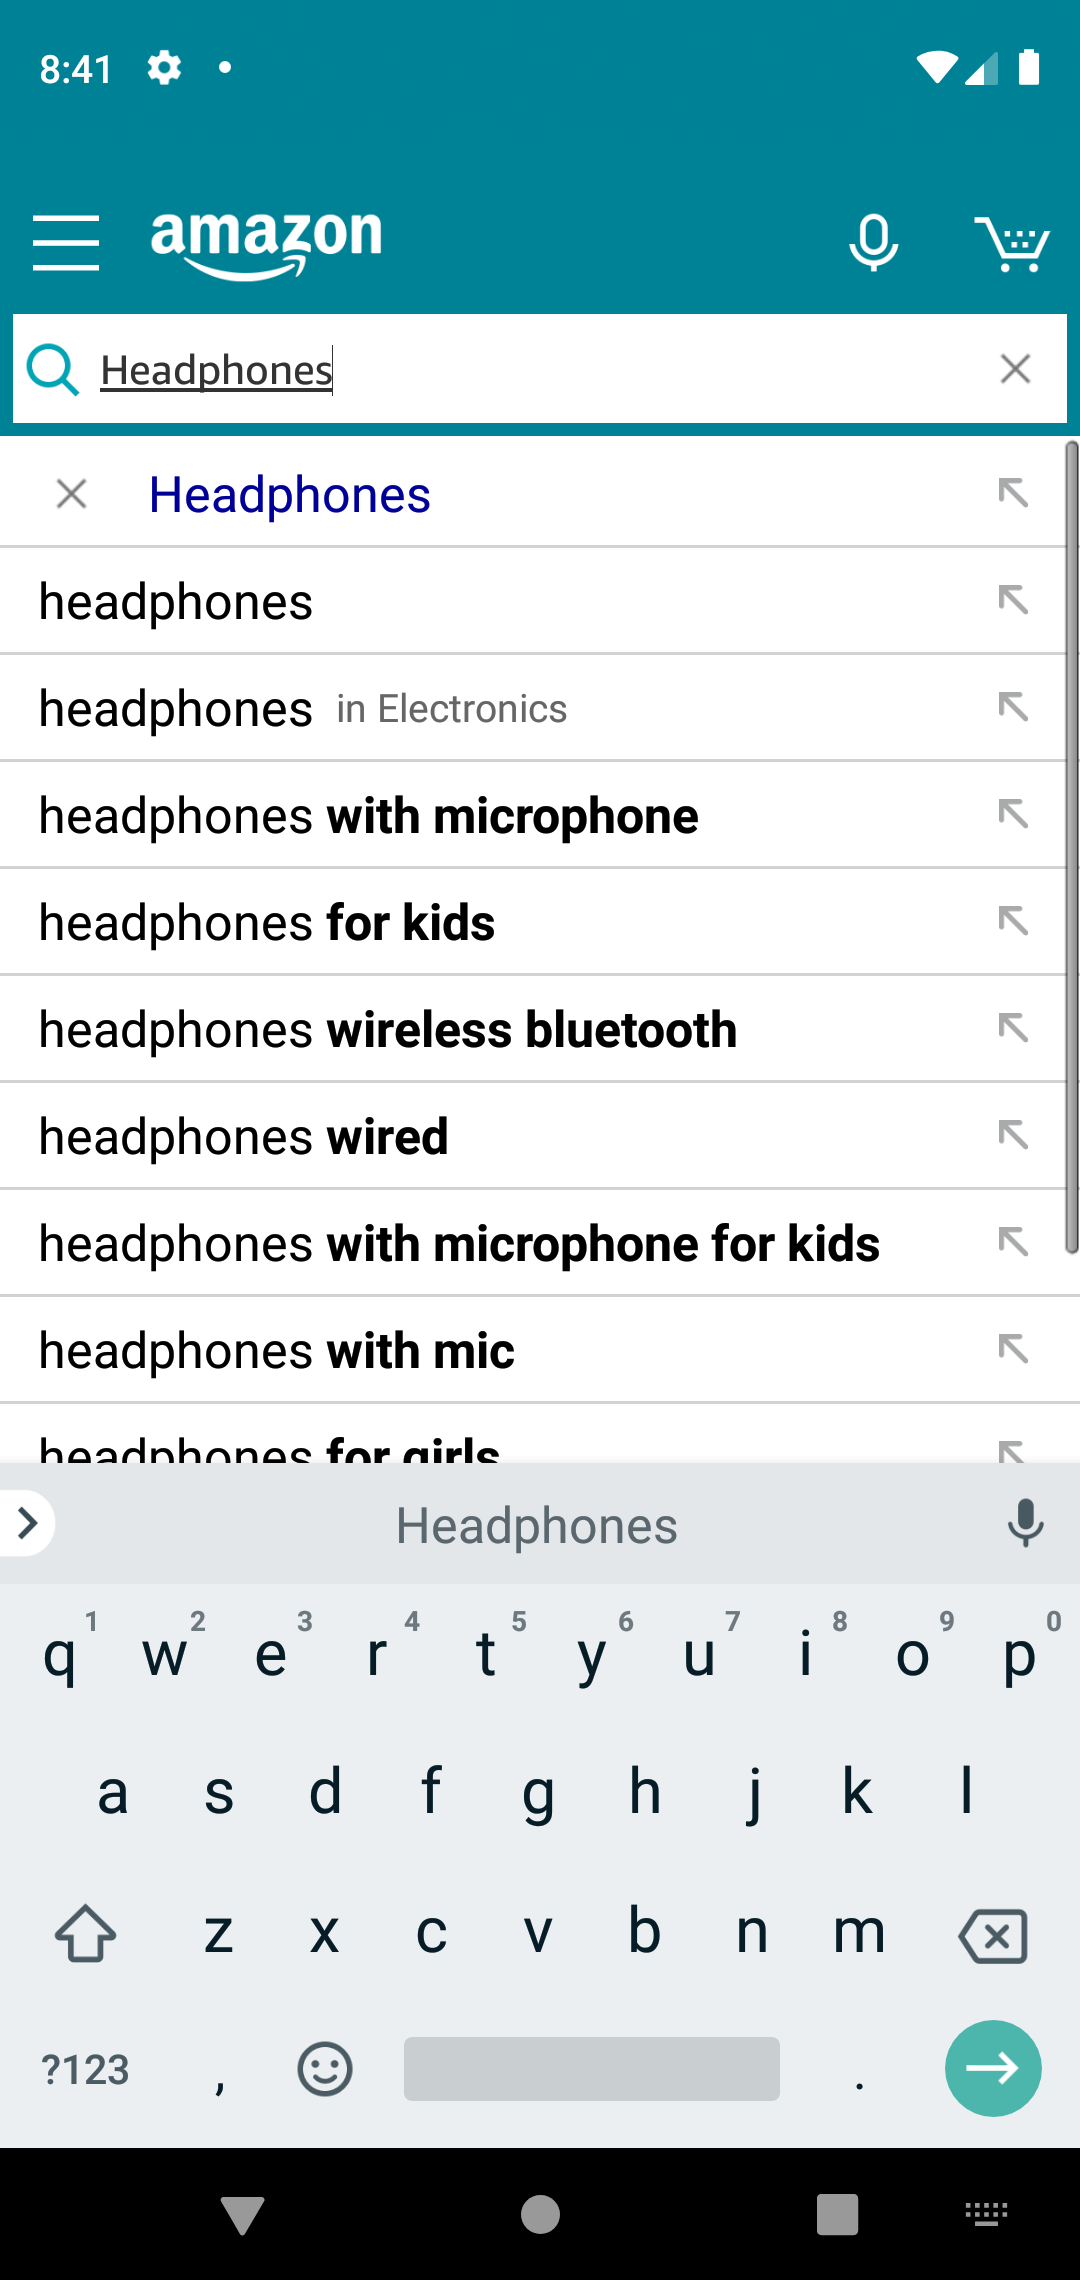 8:41
amazon
Headphones
Headphones
headphones
headphones in Electronics
headphones with microphone
headphones for kids
headphones wireless bluetooth
headphones wired
headphones with microphone for kids
headphones with mic
headphones for girls
Headphones
1 2 3 4 5 6 7 8 9 0
q w e r t y u i o p
a s d f g h j k l
z x c v b n m
?123 , .